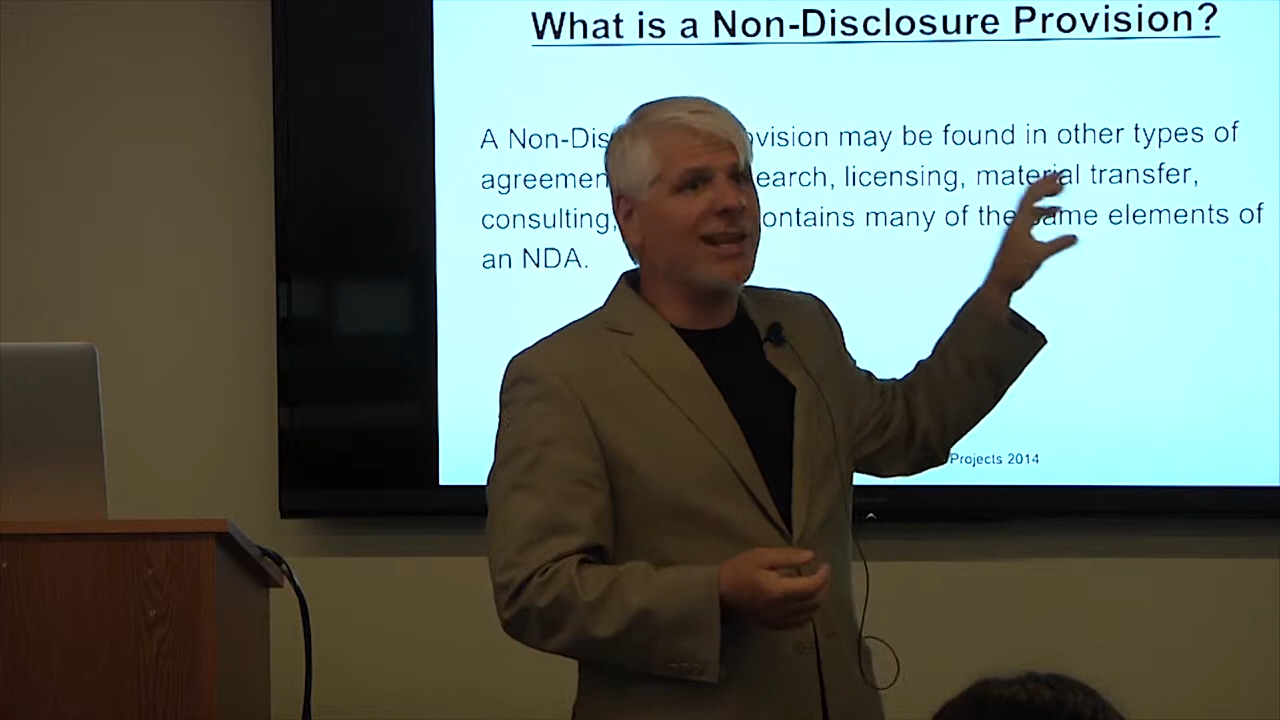 What is a Non-Disclosure Provision?
A Non-Dis vision may be found in other types of
agreemen earch, licensing, material transfer,
consulting, ontains many of the same elements of
an NDA.
Projects 2014